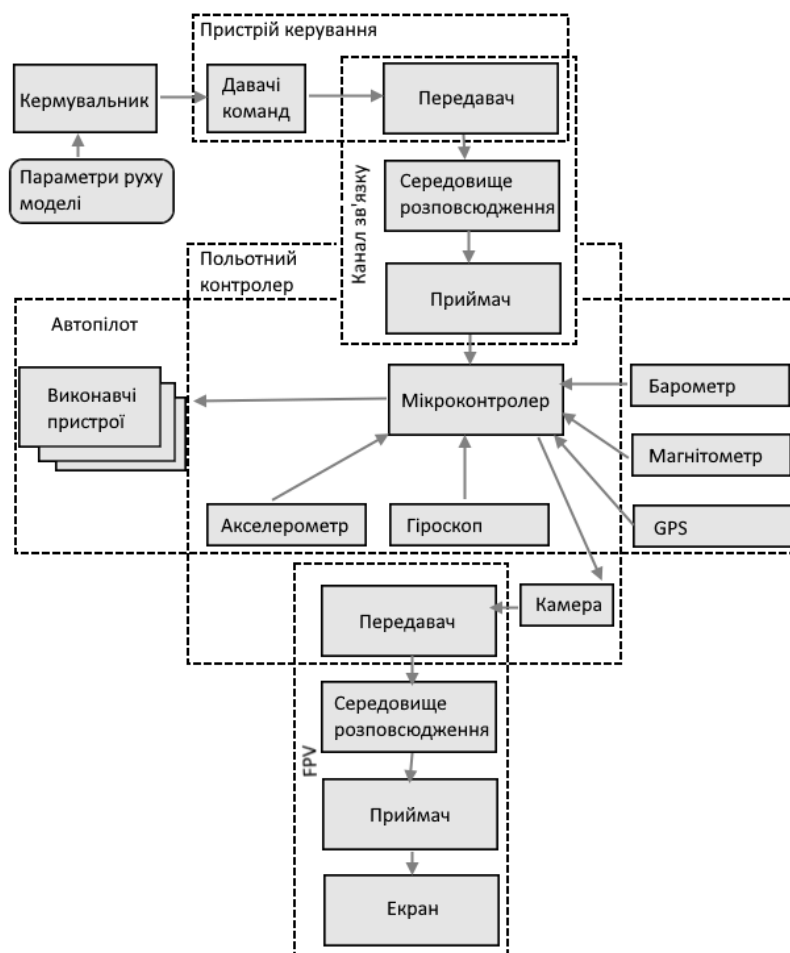 Пристрій керування
Кермувальник
Давачі
команд
Передавач
Параметри руху
моделі
Середовище
розповсюдження
Канал зв'язку
Польотний
контролер
Приймач
Автопілот
Виконавчі
пристрої
Мікроконтролер
Барометр
Магнітометр
Акселерометр
Гіроскоп
GPS
Камера
Передавач
Середовище
розповсюдження
FPV
Приймач
Екран